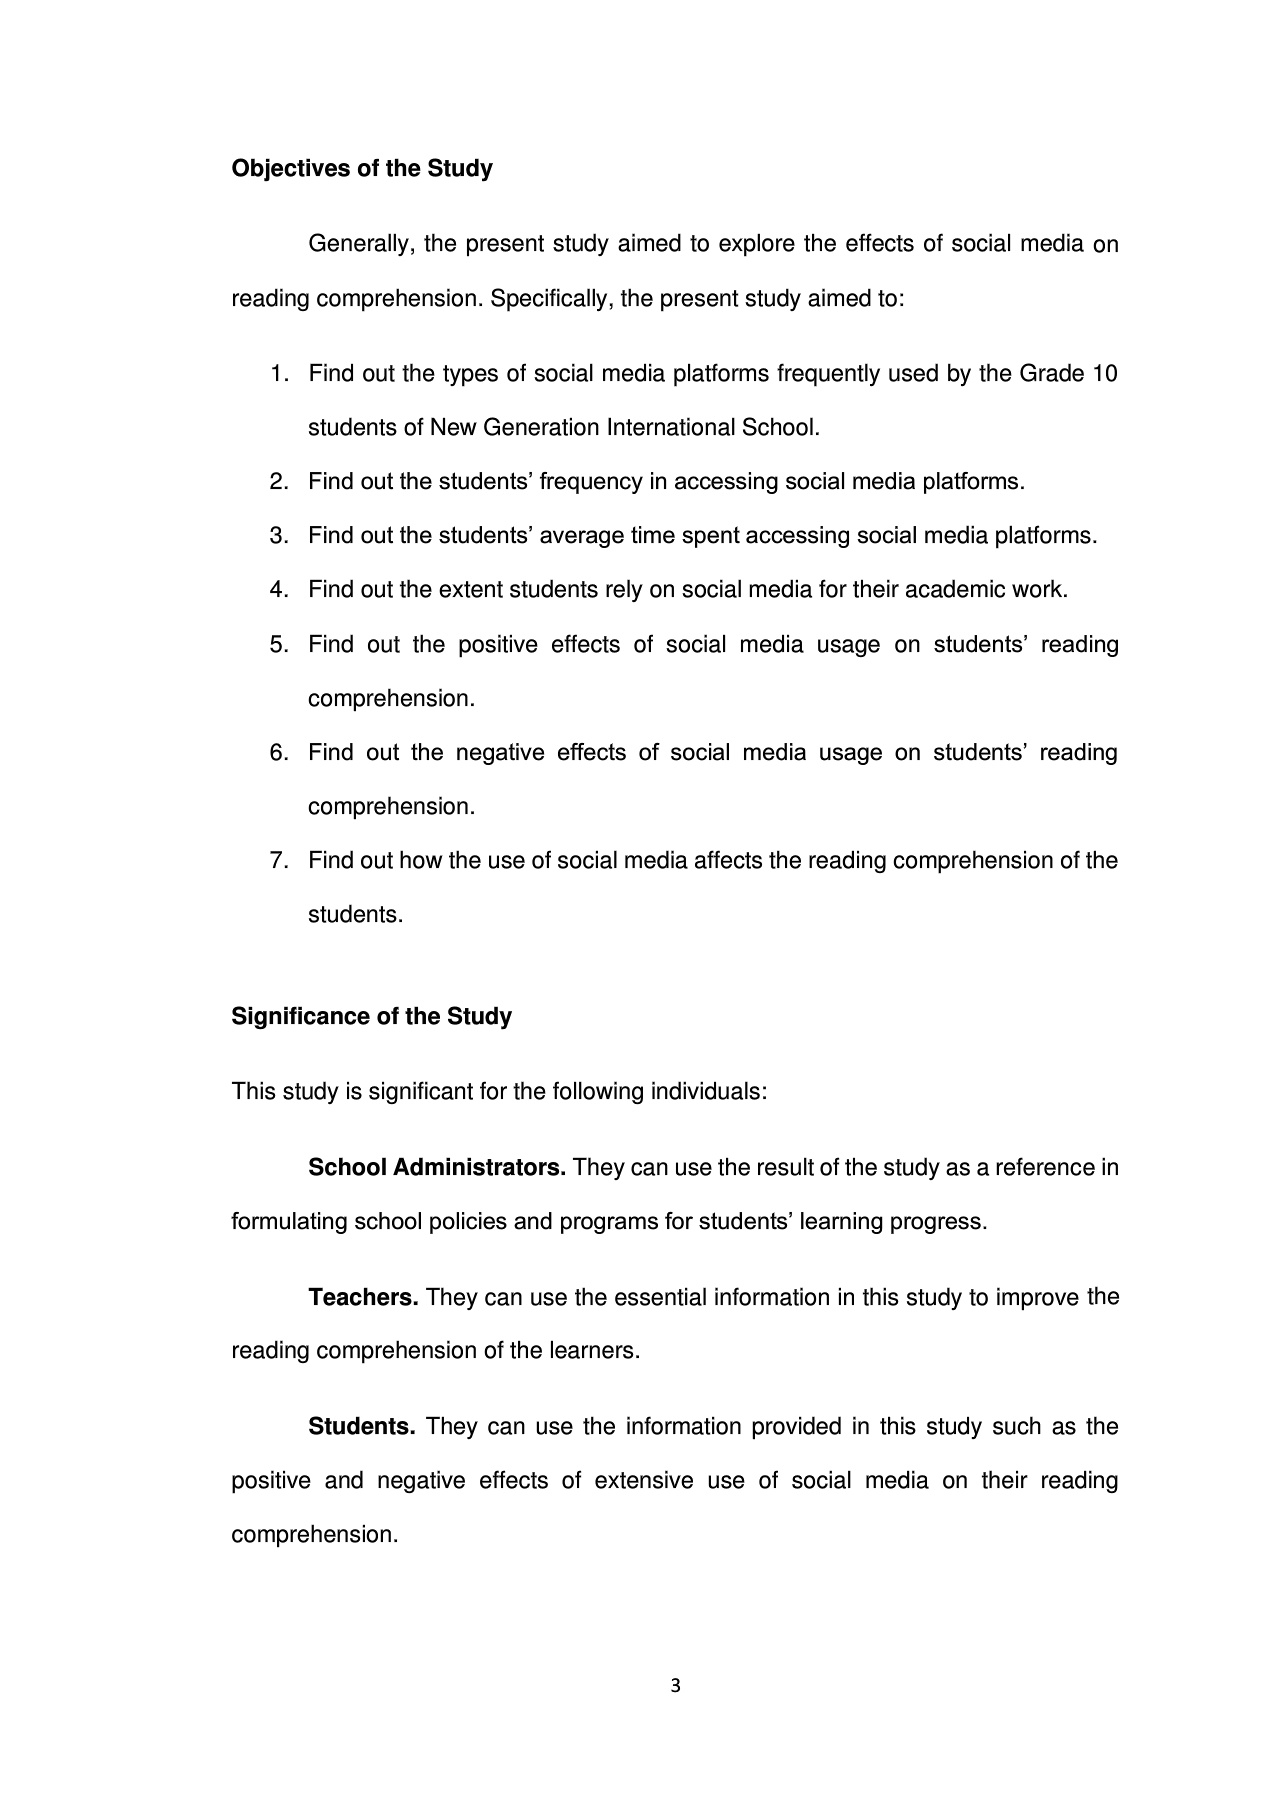 Objectives of the Study
Generally, the present study aimed to explore the effects of social media on
reading comprehension. Specifically, the present study aimed to:
1. Find out the types of social media platforms frequently used by the Grade 10
students of New Generation International School.
2. Find out the students’ frequency in accessing social media platforms.
3. Find out the students’ average time spent accessing social media platforms.
4. Find out the extent students rely on social media for their academic work.
5. Find out the positive effects of social media usage on students’ reading
comprehension.
6. Find out the negative effects of social media usage on students’ reading
comprehension.
7. Find out how the use of social media affects the reading comprehension of the
students.
Significance of the Study
This study is significant for the following individuals:
School Administrators. They can use the result of the study as a reference in
formulating school policies and programs for students’ learning progress.
Teachers. They can use the essential information in this study to improve the
reading comprehension of the learners.
Students. They can use the information provided in this study such as the
positive and negative effects of extensive use of social media on their reading
comprehension.
3